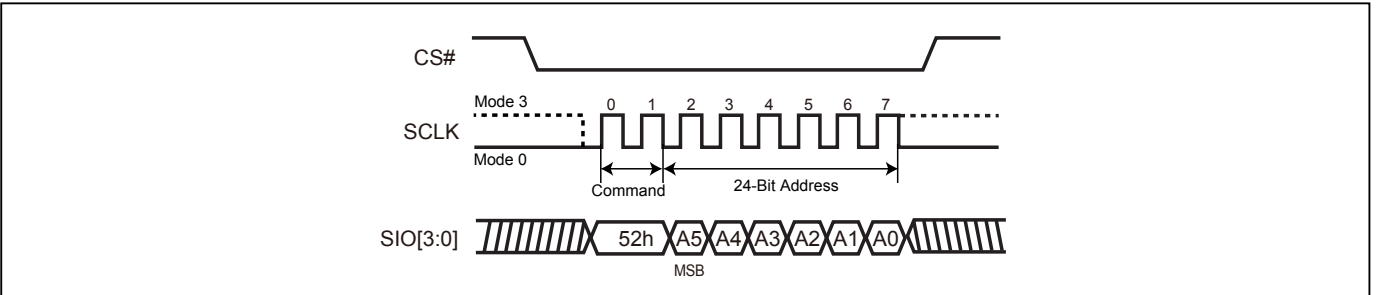 CS#
Mode 3
0 1 2 3 4 5 6 7
SCLK
Mode 0
Command
24-Bit Address
SIO[3:0]
52h A5 A4 A3 A2 A1 A0
MSB